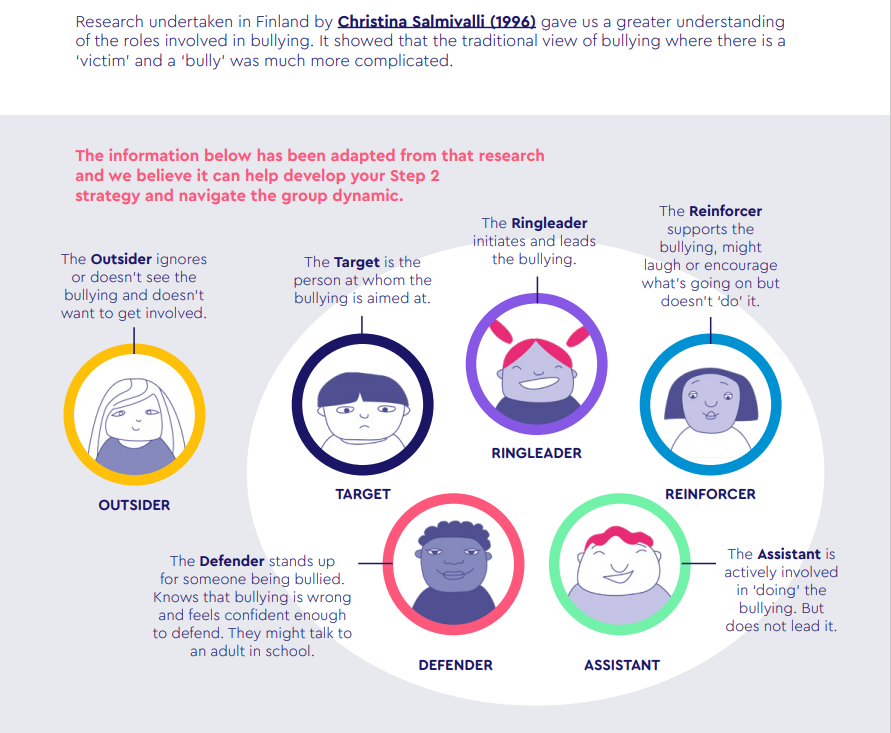 Research undertaken in Finland by Christina Salmivalli (1996) gave us a greater understanding
of the roles involved in bullying. It showed that the traditional view of bullying where there is a
‘victim’ and a ‘bully’ was much more complicated.
The information below has been adapted from that research
and we believe it can help develop your Step 2
strategy and navigate the group dynamic.
The Outsider ignores
or doesn’t see the
bullying and doesn’t
want to get involved.
OUTSIDER
The Target is the
person at whom the
bullying is aimed at.
TARGET
The Ringleader
initiates and leads
the bullying.
RINGLEADER
The Reinforcer
supports the
bullying, might
laugh or encourage
what’s going on but
doesn’t ‘do’ it.
REINFORCER
The Defender stands up
for someone being bullied.
Knows that bullying is wrong
and feels confident enough
to defend. They might talk to
an adult in school.
DEFENDER
The Assistant is
actively involved
in ‘doing’ the
bullying. But
does not lead it.
ASSISTANT